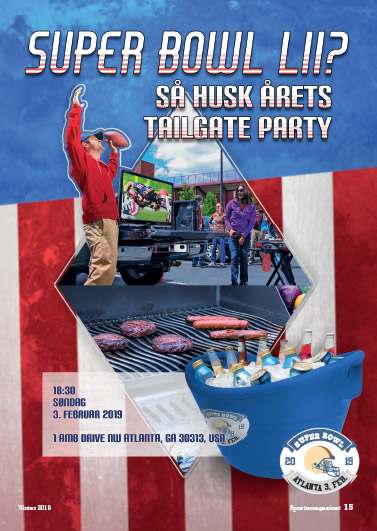 SUPER BOWL LII?
SÅ HUSK ÅRETS
TAILGATE PARTY
18:30
SØNDAG
3. FEBRUAR 2019
1 AMB DRIVE NW ATLANTA, GA 30313, USA
SUPER BOWL
20 19
ATLANTA 3. FEB.
Vinter 2019
Sportsmagasinet 15